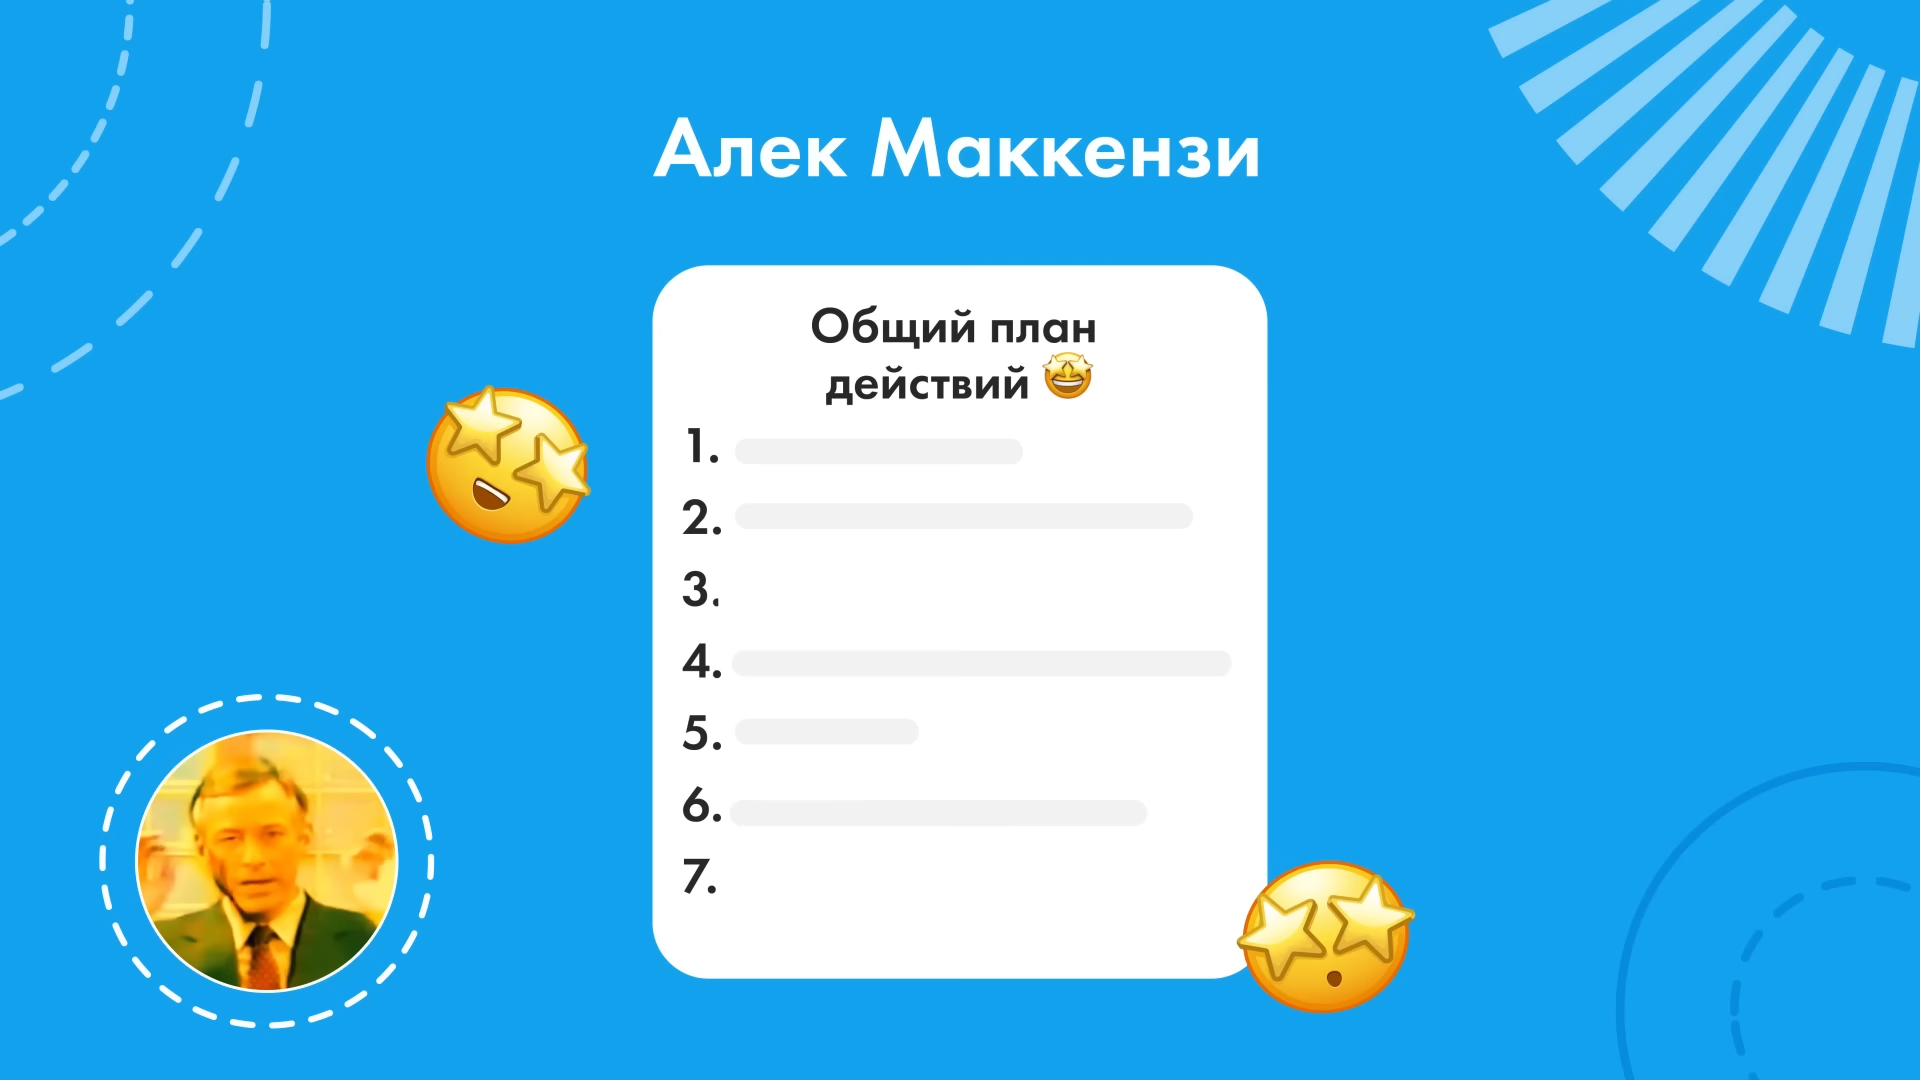 Алек Маккензи
Общий план
действий 🤩
1.
2.
3.
4.
5.
6.
7.